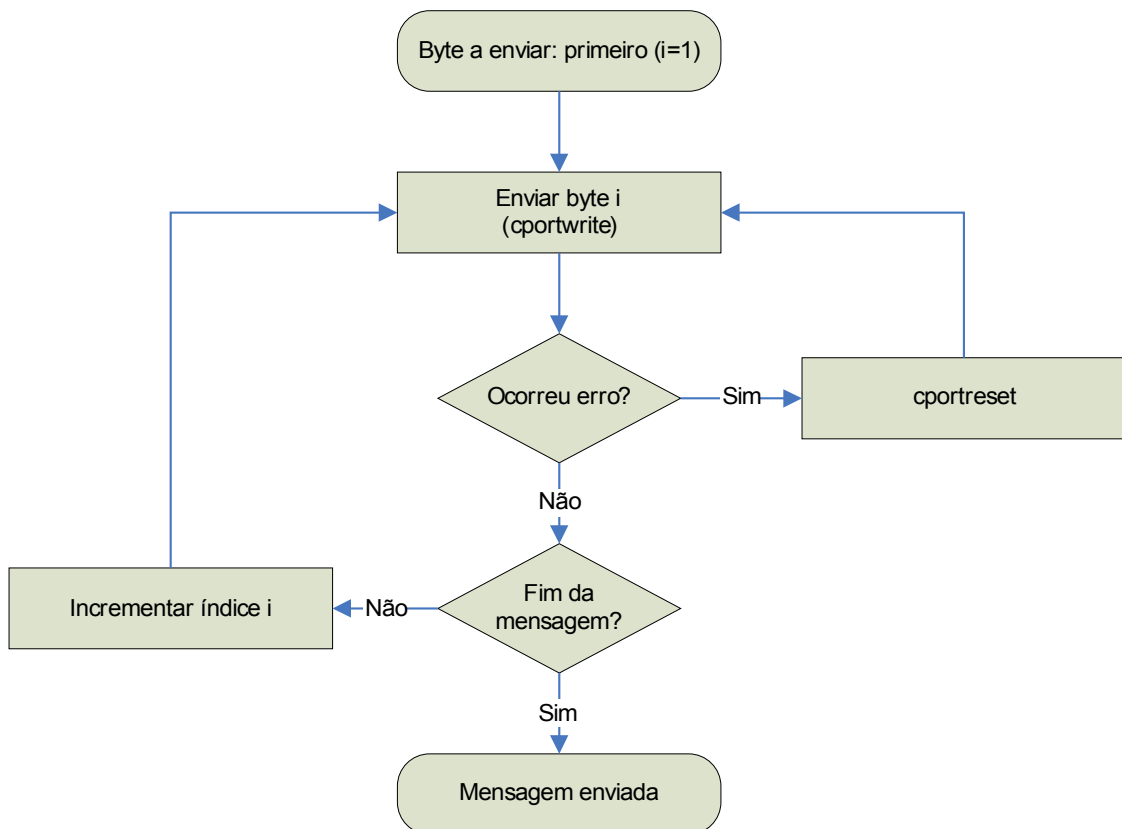 Byte a enviar: primeiro (i=1)
Enviar byte i
(cportwrite)
Ocorreu erro?
Sim
cportreset
Não
Fim da
mensagem?
Não
Incrementar índice i
Sim
Mensagem enviada